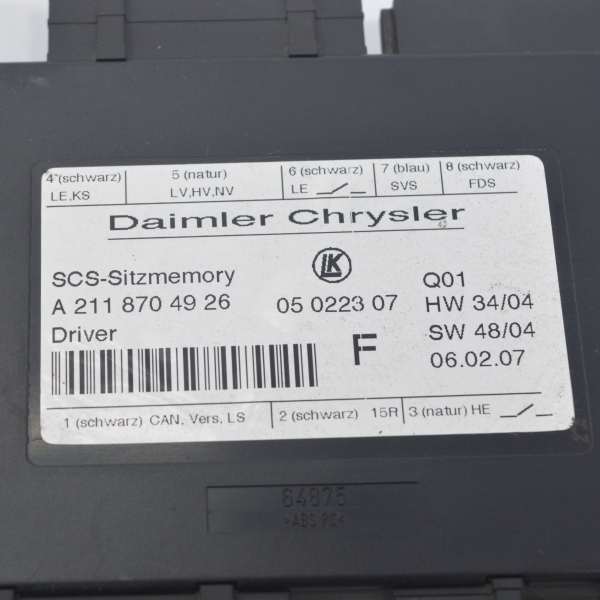 4 (schwarz) 5 (natur) 6 (schwarz) 7 (blau) 8 (schwarz)
LE,KS LV,HV,NV LE SVS FDS
Daimler Chrysler
LK
SCS-Sitzmemory Q01
A 211 870 49 26 05 0223 07 HW 34/04
Driver F SW 48/04
06.02.07
1 (schwarz) CAN, Vers, LS 2 (schwarz) 15R 3 (natur) HE
64875
>ABS PC<